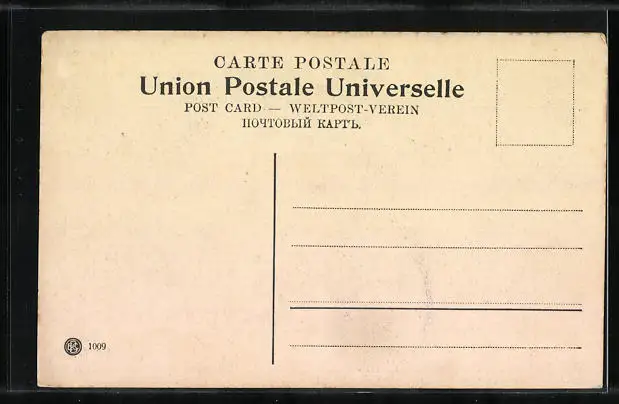 CARTE POSTALE
Union Postale Universelle
POST CARD — WELTPOST-VEREIN
ПОЧТОВЫЙ КАРТЪ.
1009